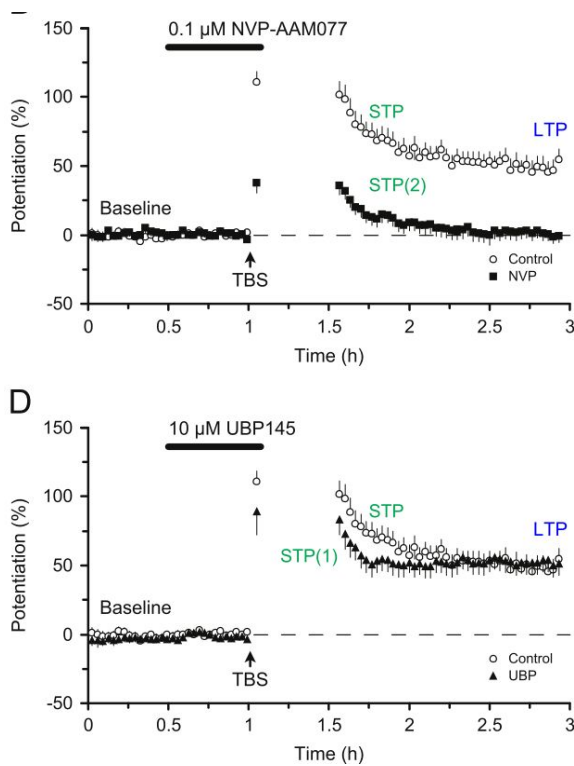 0.1 µM NVP-AAM077
150
100
50
0
-50
Potentiation (%)
Baseline
TBS
STP
STP(2)
LTP
Control
NVP
0 0.5 1 1.5 2 2.5 3
Time (h)
D
10 µM UBP145
150
100
50
0
-50
Potentiation (%)
Baseline
TBS
STP
STP(1)
LTP
Control
UBP
0 0.5 1 1.5 2 2.5 3
Time (h)